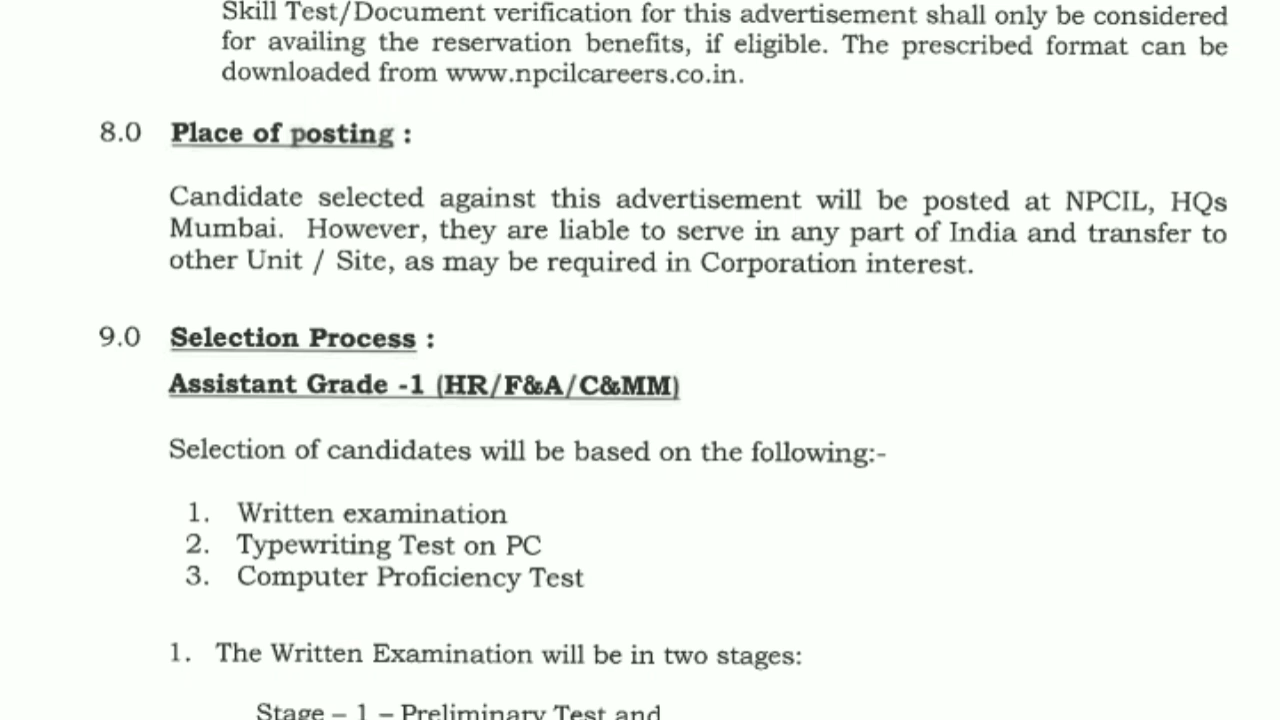 Skill Test/Document verification for this advertisement shall only be considered
for availing the reservation benefits, if eligible. The prescribed format can be
downloaded from www.npcilcareers.co.in.
8.0 Place of posting :
Candidate selected against this advertisement will be posted at NPCIL, HQs
Mumbai. However, they are liable to serve in any part of India and transfer to
other Unit / Site, as may be required in Corporation interest.
9.0 Selection Process :
Assistant Grade -1 (HR/F&A/C&MM)
Selection of candidates will be based on the following:-
1. Written examination
2. Typewriting Test on PC
3. Computer Proficiency Test
1. The Written Examination will be in two stages:
Stage – 1 – Preliminary Test and